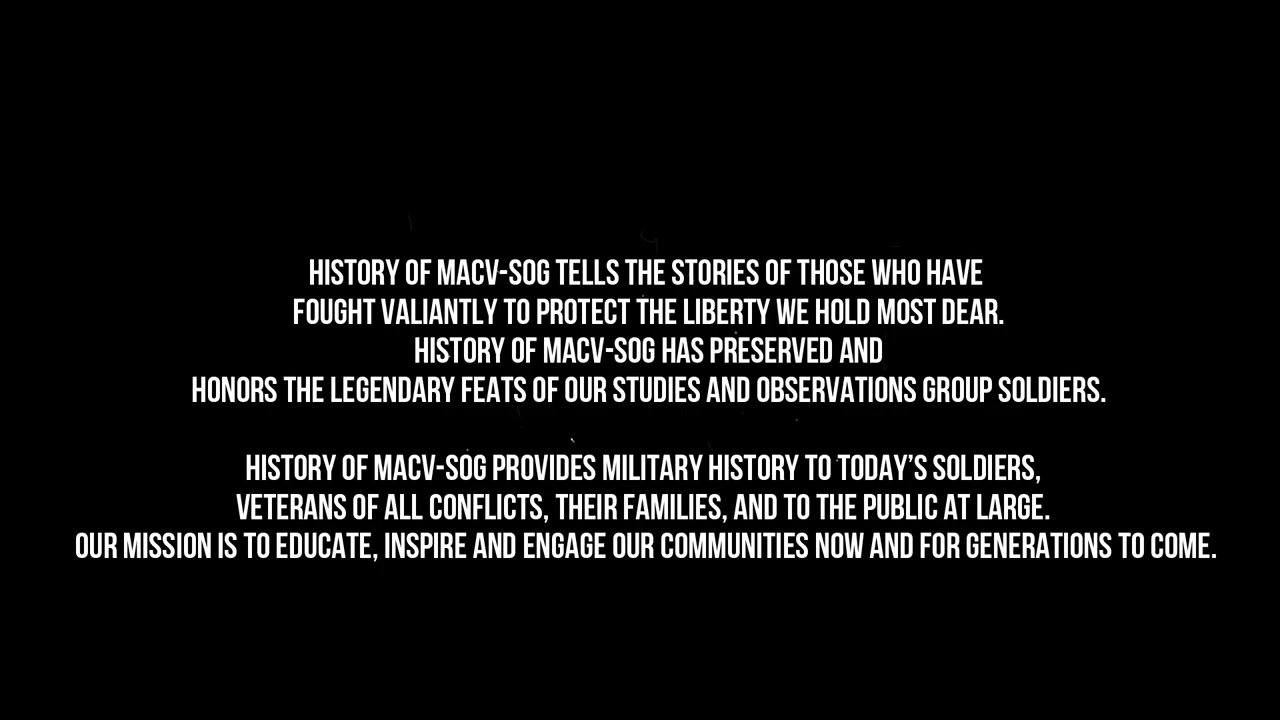 HISTORY OF MACV-SOG TELLS THE STORIES OF THOSE WHO HAVE
FOUGHT VALIANTLY TO PROTECT THE LIBERTY WE HOLD MOST DEAR.
HISTORY OF MACV-SOG HAS PRESERVED AND
HONORS THE LEGENDARY FEATS OF OUR STUDIES AND OBSERVATIONS GROUP SOLDIERS.
HISTORY OF MACV-SOG PROVIDES MILITARY HISTORY TO TODAY’S SOLDIERS,
VETERANS OF ALL CONFLICTS, THEIR FAMILIES, AND TO THE PUBLIC AT LARGE.
OUR MISSION IS TO EDUCATE, INSPIRE AND ENGAGE OUR COMMUNITIES NOW AND FOR GENERATIONS TO COME.